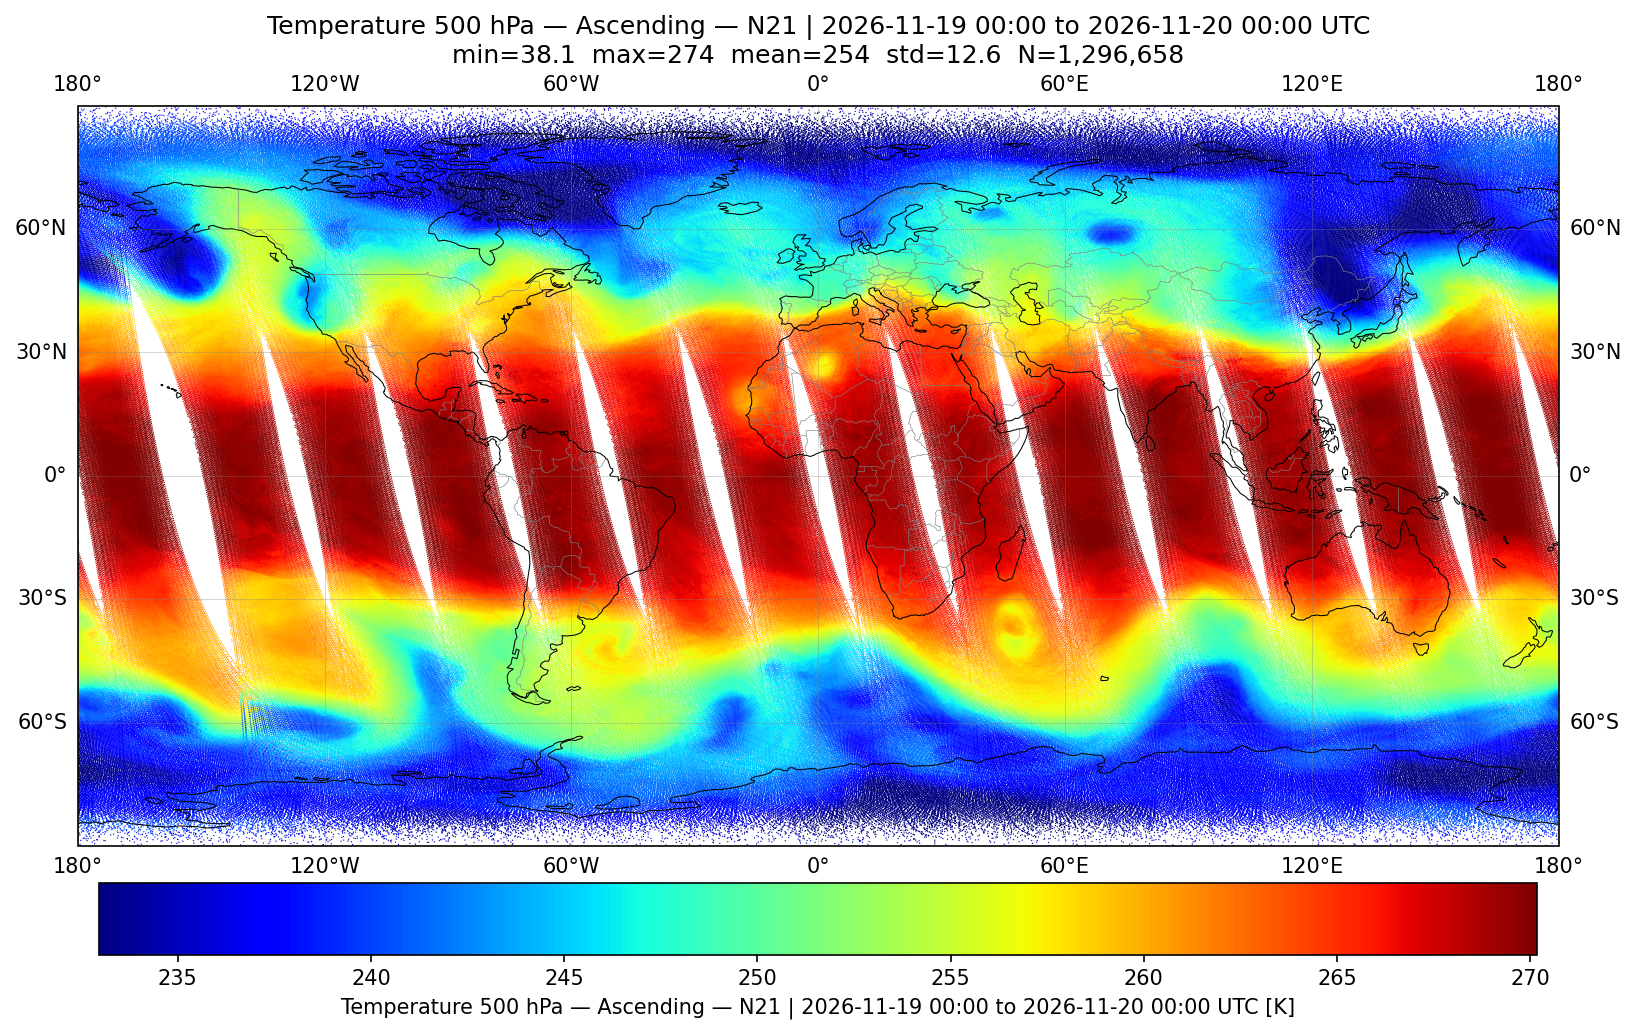 Temperature 500 hPa — Ascending — N21 | 2026-11-19 00:00 to 2026-11-20 00:00 UTC
min=38.1 max=274 mean=254 std=12.6 N=1,296,658
180° 120°W 60°W 0° 60°E 120°E 180°
60°N 60°N
30°N 30°N
0° 0°
30°S 30°S
60°S 60°S
180° 120°W 60°W 0° 60°E 120°E 180°
235 240 245 250 255 260 265 270
Temperature 500 hPa — Ascending — N21 | 2026-11-19 00:00 to 2026-11-20 00:00 UTC [K]